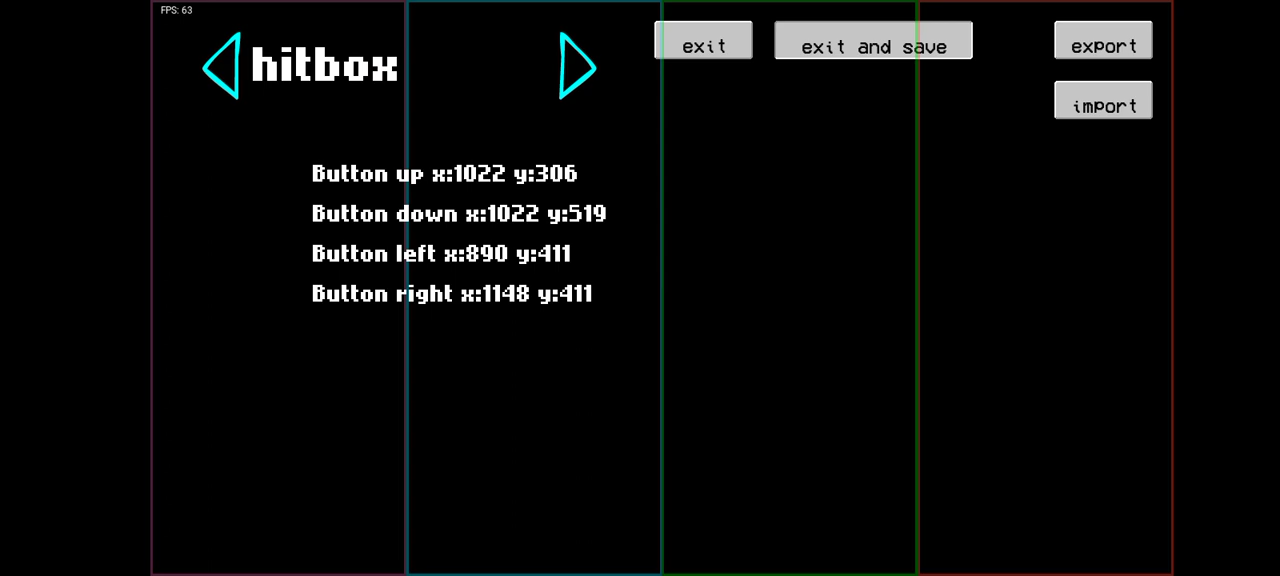 FPS: 63
hitbox
exit
exit and save
export
import
Button up x:1022 y:306
Button down x:1022 y:519
Button left x:890 y:411
Button right x:1148 y:411